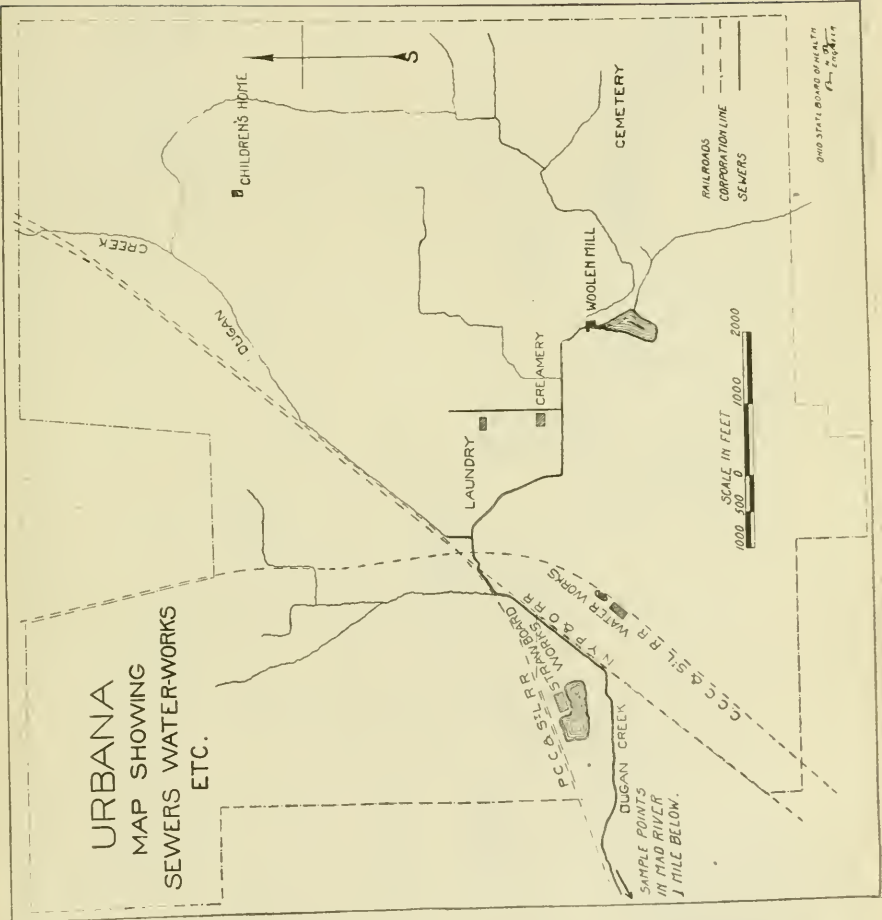 URBANA
MAP SHOWING
SEWERS WATER-WORKS
ETC.
CHILDREN'S HOME
S
CREEK
DUGAN
CEMETERY
WOOLEN MILL
CREAMERY
LAUNDRY
WATER WORKS
C C C & ST L R R
N Y P & O R R
P C C & ST L R R
STRAW BOARD
WORKS
DUGAN CREEK
SAMPLE POINTS
IN MAD RIVER
1 MILE BELOW.
SCALE IN FEET
1000 500 0 1000 2000
RAILROADS
CORPORATION LINE
SEWERS
OHIO STATE BOARD OF HEALTH